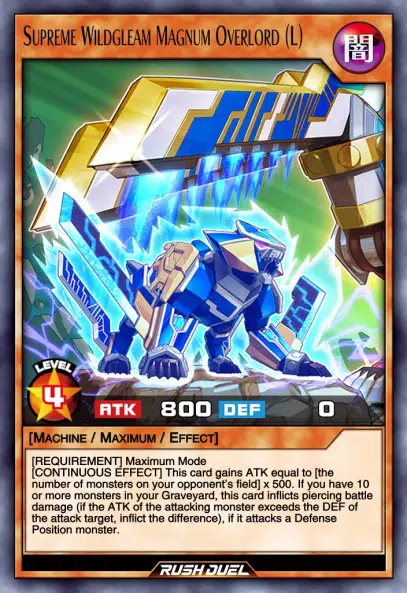 Supreme Wildgleam Magnum Overlord (L)
闇
LEVEL
4
ATK 800 DEF 0
[Machine / Maximum / Effect]
[REQUIREMENT] Maximum Mode
[CONTINUOUS EFFECT] This card gains ATK equal to [the
number of monsters on your opponent's field] x 500. If you have 10
or more monsters in your Graveyard, this card inflicts piercing battle
damage (if the ATK of the attacking monster exceeds the DEF of
the attack target, inflict the difference), if it attacks a Defense
Position monster.
RUSH DUEL